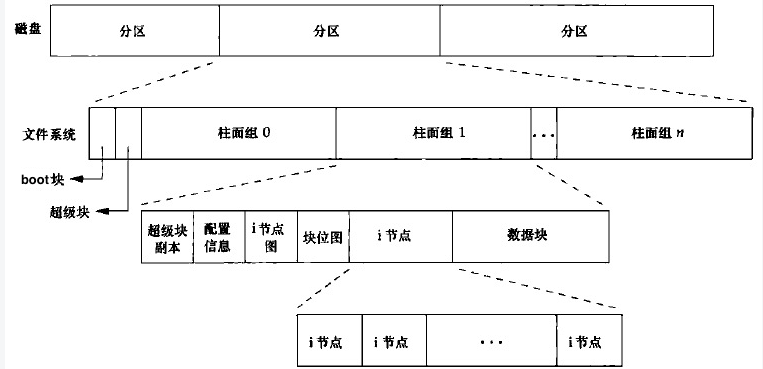 磁盘
分区 分区 分区
文件系统
柱面组 0 柱面组 1 ··· 柱面组 n
boot块
超级块
超级块副本 配置信息 i 节点图 块位图 i 节点 数据块
i 节点 i 节点 ··· i 节点